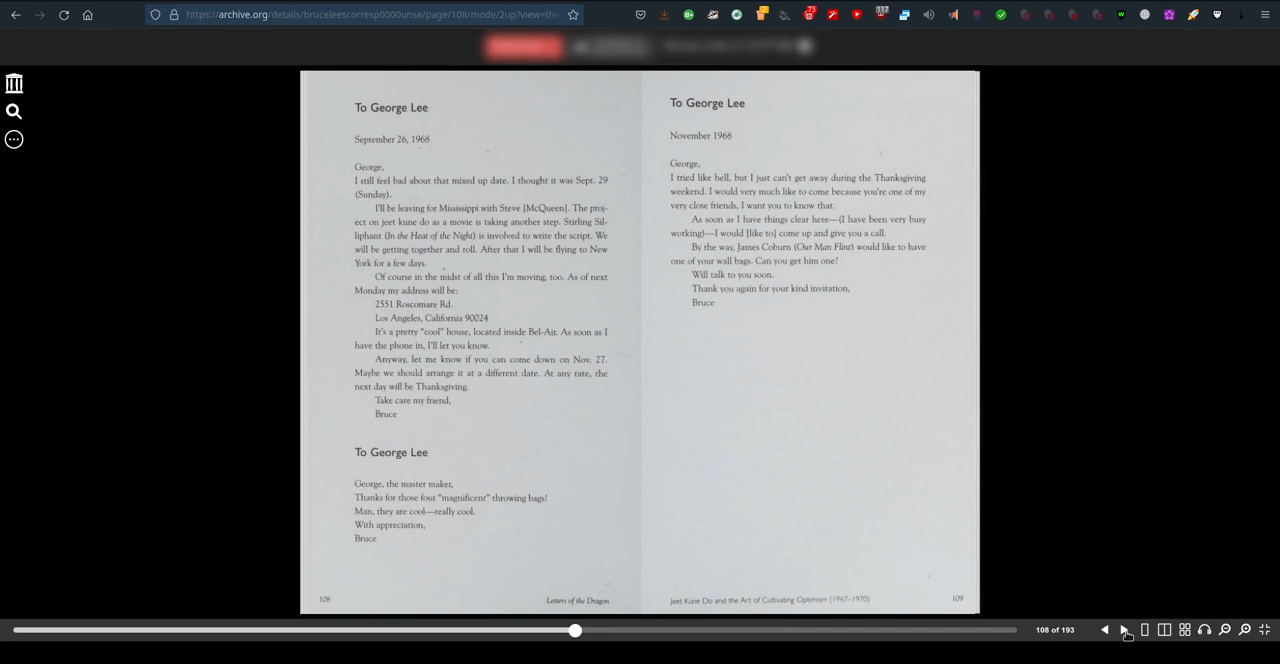 https://archive.org/details/bruceleescorresp0000unse/page/108/mode/2up?view=the
To George Lee
September 26, 1968
George,
I still feel bad about that mixed up date. I thought it was Sept. 29
(Sunday).
I'll be leaving for Mississippi with Steve [McQueen]. The proj-
ect on jeet kune do as a movie is taking another step. Stirling Sil-
liphant (In the Heat of the Night) is involved to write the script. We
will be getting together and roll. After that I will be flying to New
York for a few days.
Of course in the midst of all this I'm moving, too. As of next
Monday my address will be:
2551 Roscomare Rd.
Los Angeles, California 90024
It's a pretty "cool" house, located inside Bel-Air. As soon as I
have the phone in, I'll let you know.
Anyway, let me know if you can come down on Nov. 27.
Maybe we should arrange it at a different date. At any rate, the
next day will be Thanksgiving.
Take care my friend,
Bruce
To George Lee
George, the master maker,
Thanks for those four "magnificent" throwing bags!
Man, they are cool—really cool.
With appreciation,
Bruce
108
Letters of the Dragon
To George Lee
November 1968
George,
I tried like hell, but I just can't get away during the Thanksgiving
weekend. I would very much like to come because you're one of my
very close friends, I want you to know that.
As soon as I have things clear here—(I have been very busy
working)—I would [like to] come up and give you a call.
By the way, James Coburn (Our Man Flint) would like to have
one of your wall bags. Can you get him one?
Will talk to you soon.
Thank you again for your kind invitation,
Bruce
Jeet Kune Do and the Art of Cultivating Optimism (1967–1970)
109
108 of 193